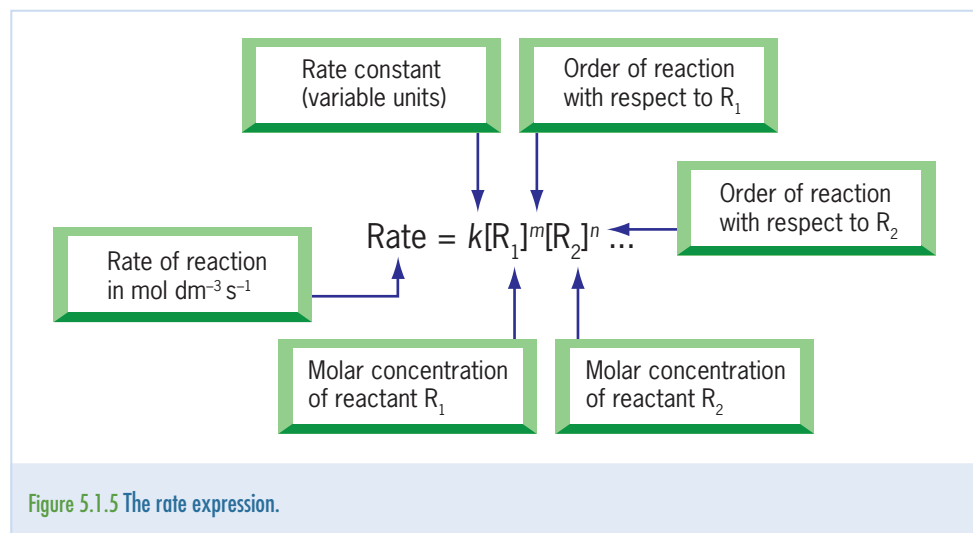 Rate constant
(variable units)
Order of reaction
with respect to R₁
Order of reaction
with respect to R₂
Rate = k[R₁]ᵐ[R₂]ⁿ ...
Rate of reaction
in mol dm⁻³ s⁻¹
Molar concentration
of reactant R₁
Molar concentration
of reactant R₂
Figure 5.1.5 The rate expression.